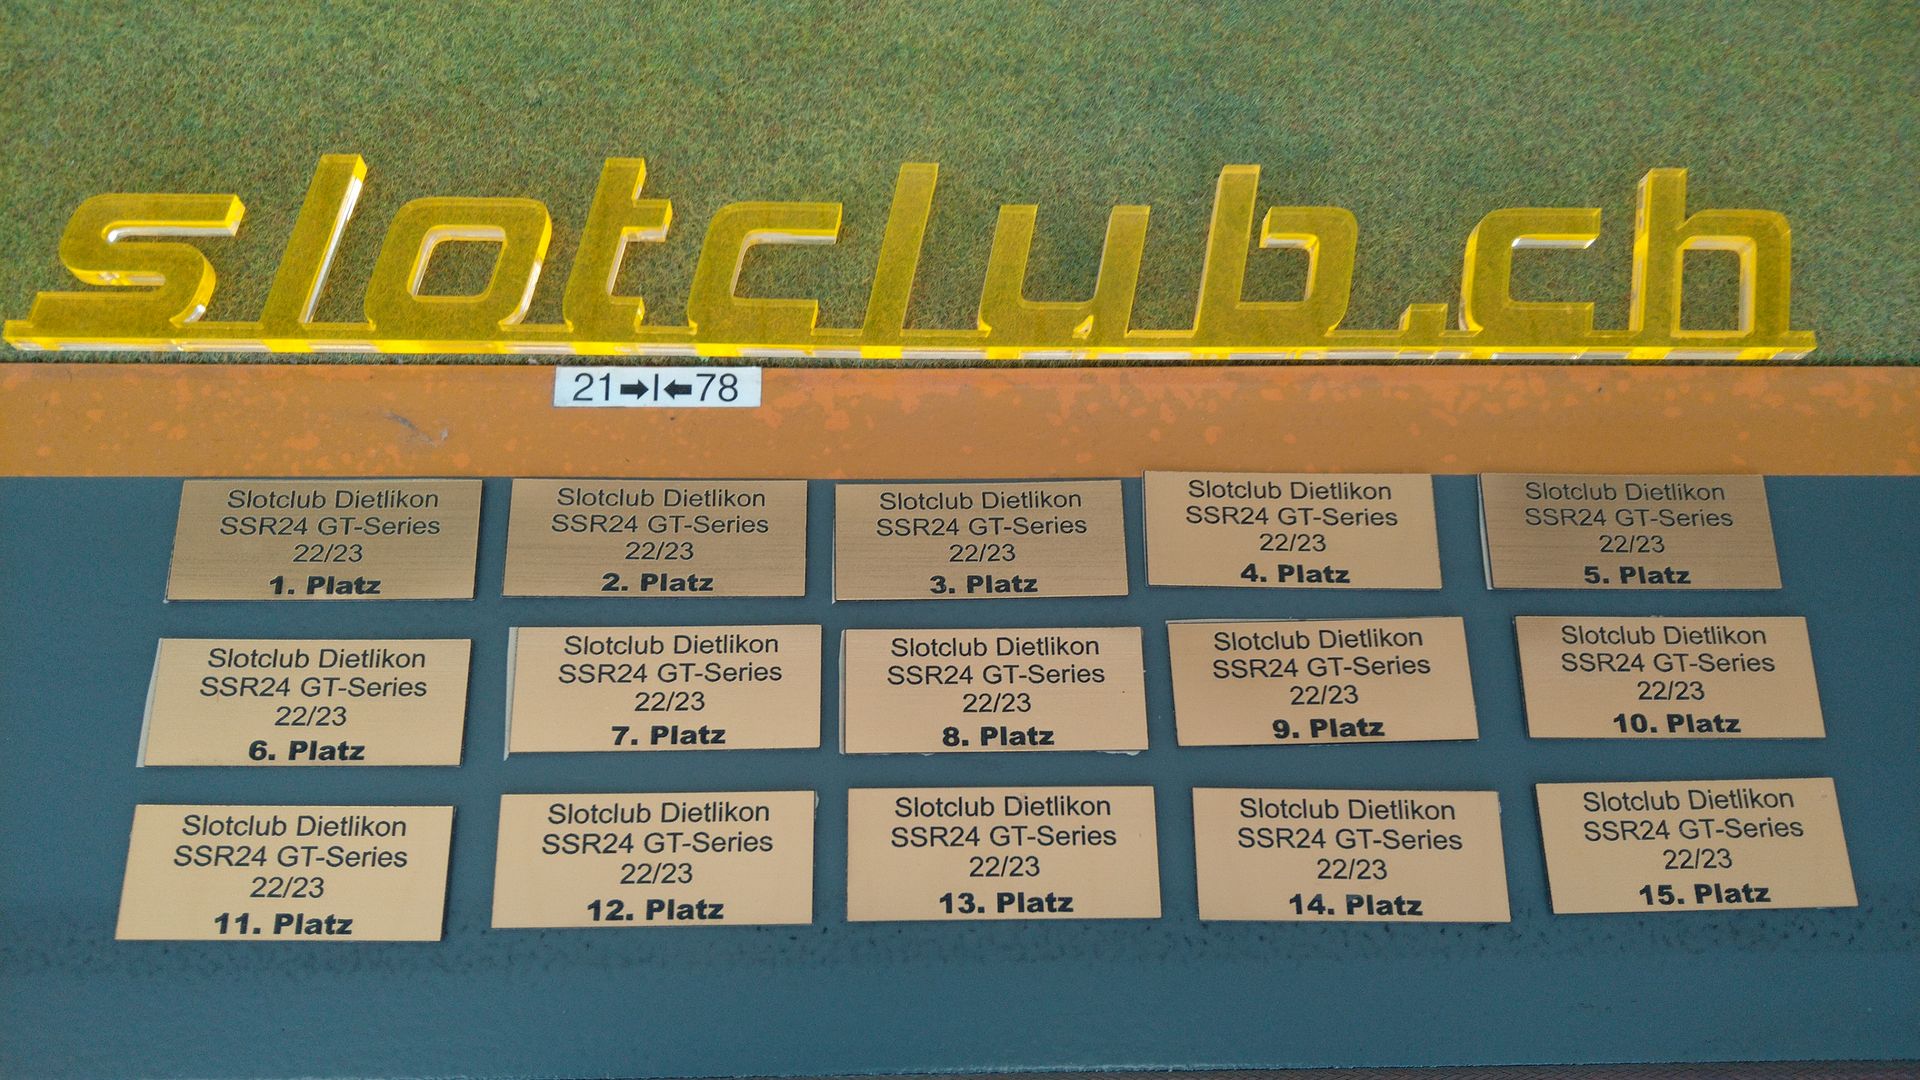 slotclub.ch
21➡I⬅78
Slotclub Dietlikon
SSR24 GT-Series
22/23
1. Platz
Slotclub Dietlikon
SSR24 GT-Series
22/23
2. Platz
Slotclub Dietlikon
SSR24 GT-Series
22/23
3. Platz
Slotclub Dietlikon
SSR24 GT-Series
22/23
4. Platz
Slotclub Dietlikon
SSR24 GT-Series
22/23
5. Platz
Slotclub Dietlikon
SSR24 GT-Series
22/23
6. Platz
Slotclub Dietlikon
SSR24 GT-Series
22/23
7. Platz
Slotclub Dietlikon
SSR24 GT-Series
22/23
8. Platz
Slotclub Dietlikon
SSR24 GT-Series
22/23
9. Platz
Slotclub Dietlikon
SSR24 GT-Series
22/23
10. Platz
Slotclub Dietlikon
SSR24 GT-Series
22/23
11. Platz
Slotclub Dietlikon
SSR24 GT-Series
22/23
12. Platz
Slotclub Dietlikon
SSR24 GT-Series
22/23
13. Platz
Slotclub Dietlikon
SSR24 GT-Series
22/23
14. Platz
Slotclub Dietlikon
SSR24 GT-Series
22/23
15. Platz